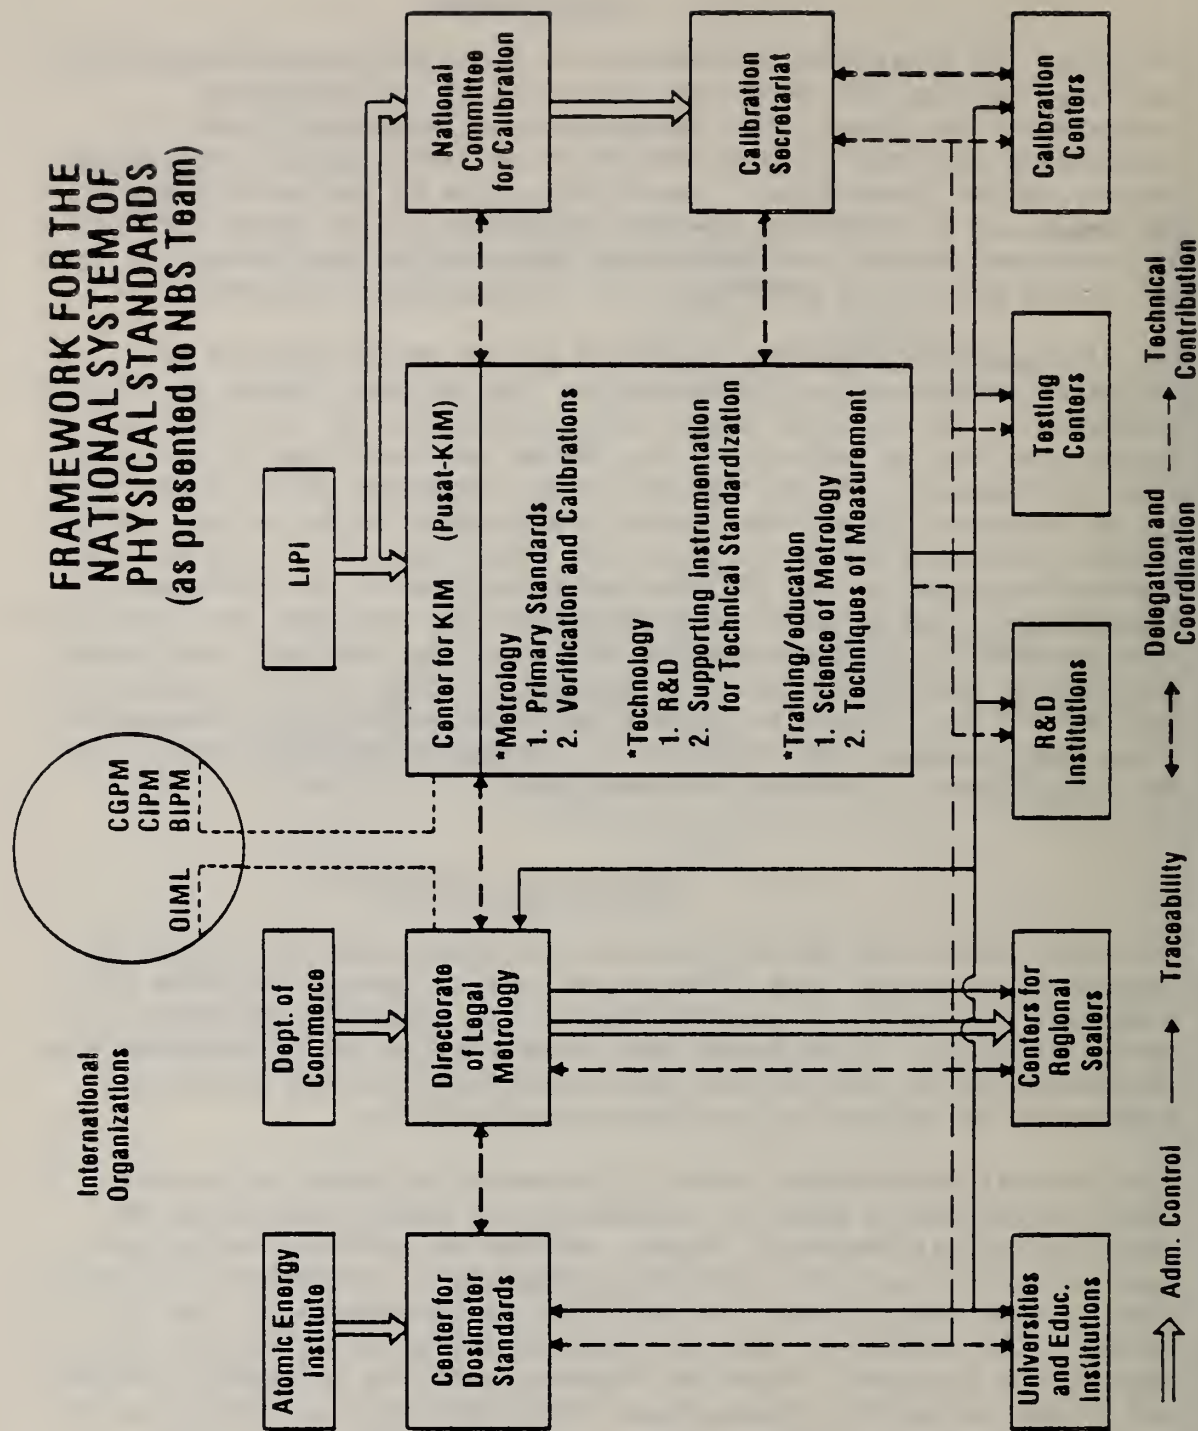 FRAMEWORK FOR THE
NATIONAL SYSTEM OF
PHYSICAL STANDARDS
(as presented to NBS Team)
International
Organizations
OIML
CGPM
CIPM
BIPM
Atomic Energy
Institute
Dept. of
Commerce
LIPI
Center for
Dosimeter
Standards
Directorate
of Legal
Metrology
Center for KIM (Pusat-KIM)
*Metrology
1. Primary Standards
2. Verification and Calibrations
*Technology
1. R&D
2. Supporting Instrumentation
for Technical Standardization
*Training/education
1. Science of Metrology
2. Techniques of Measurement
National
Committee
for Calibration
Calibration
Secretariat
Universities
and Educ.
Institutions
Centers for
Regional
Sealers
R&D
Institutions
Testing
Centers
Calibration
Centers
Adm. Control
Traceability
Delegation and
Coordination
Technical
Contribution